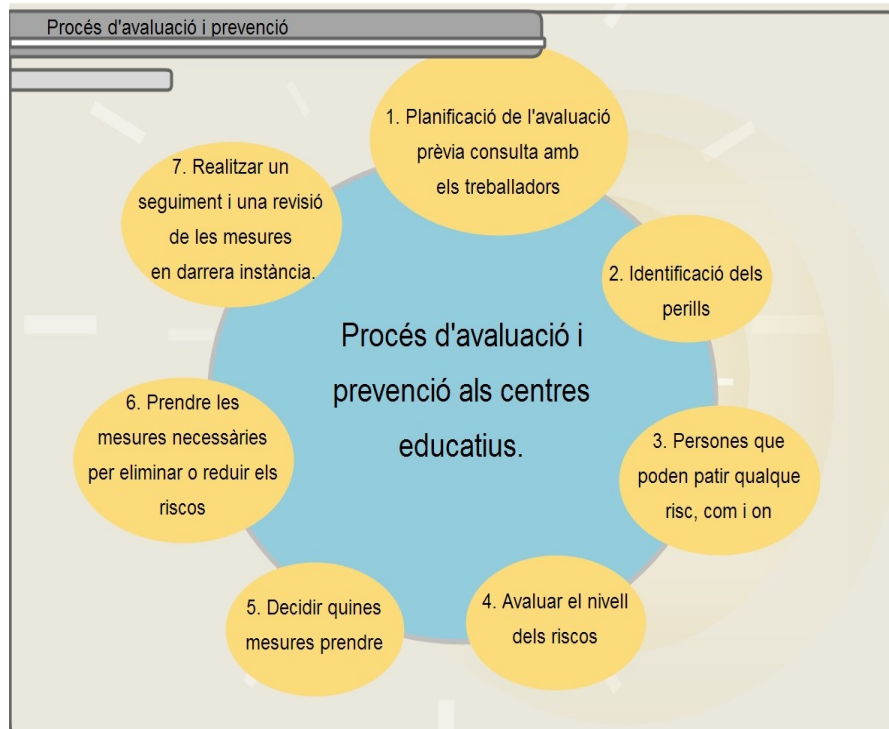 Procés d'avaluació i prevenció
1. Planificació de l'avaluació
prèvia consulta amb
els treballadors
2. Identificació dels
perills
3. Persones que
poden patir qualque
risc, com i on
4. Avaluar el nivell
dels riscos
5. Decidir quines
mesures prendre
6. Prendre les
mesures necessàries
per eliminar o reduir els
riscos
7. Realitzar un
seguiment i una revisió
de les mesures
en darrera instància.
Procés d'avaluació i
prevenció als centres
educatius.